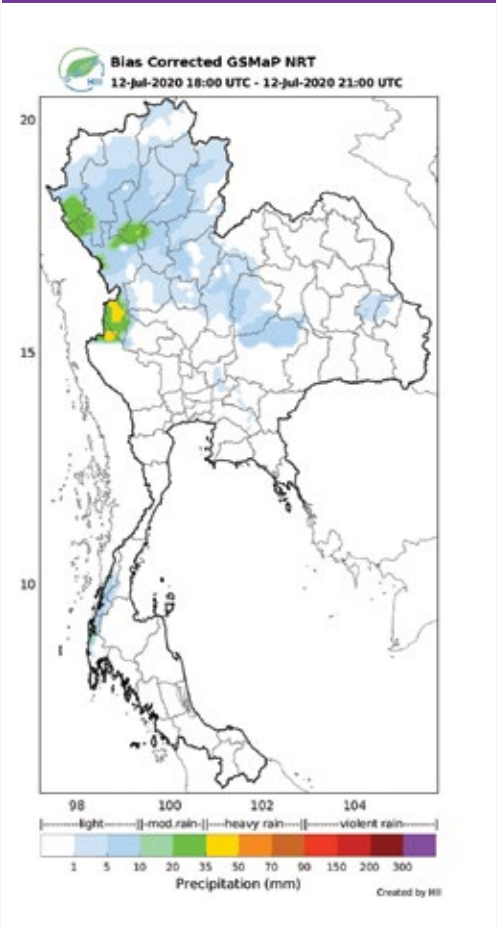 Bias Corrected GSMaP NRT
12-Jul-2020 18:00 UTC - 12-Jul-2020 21:00 UTC
HII
20
15
10
98 100 102 104
|--------light--------||-mod.rain-||----heavy rain---||------violent rain-----|
1 5 10 20 35 50 70 90 150 200 300
Precipitation (mm)
Created by HII